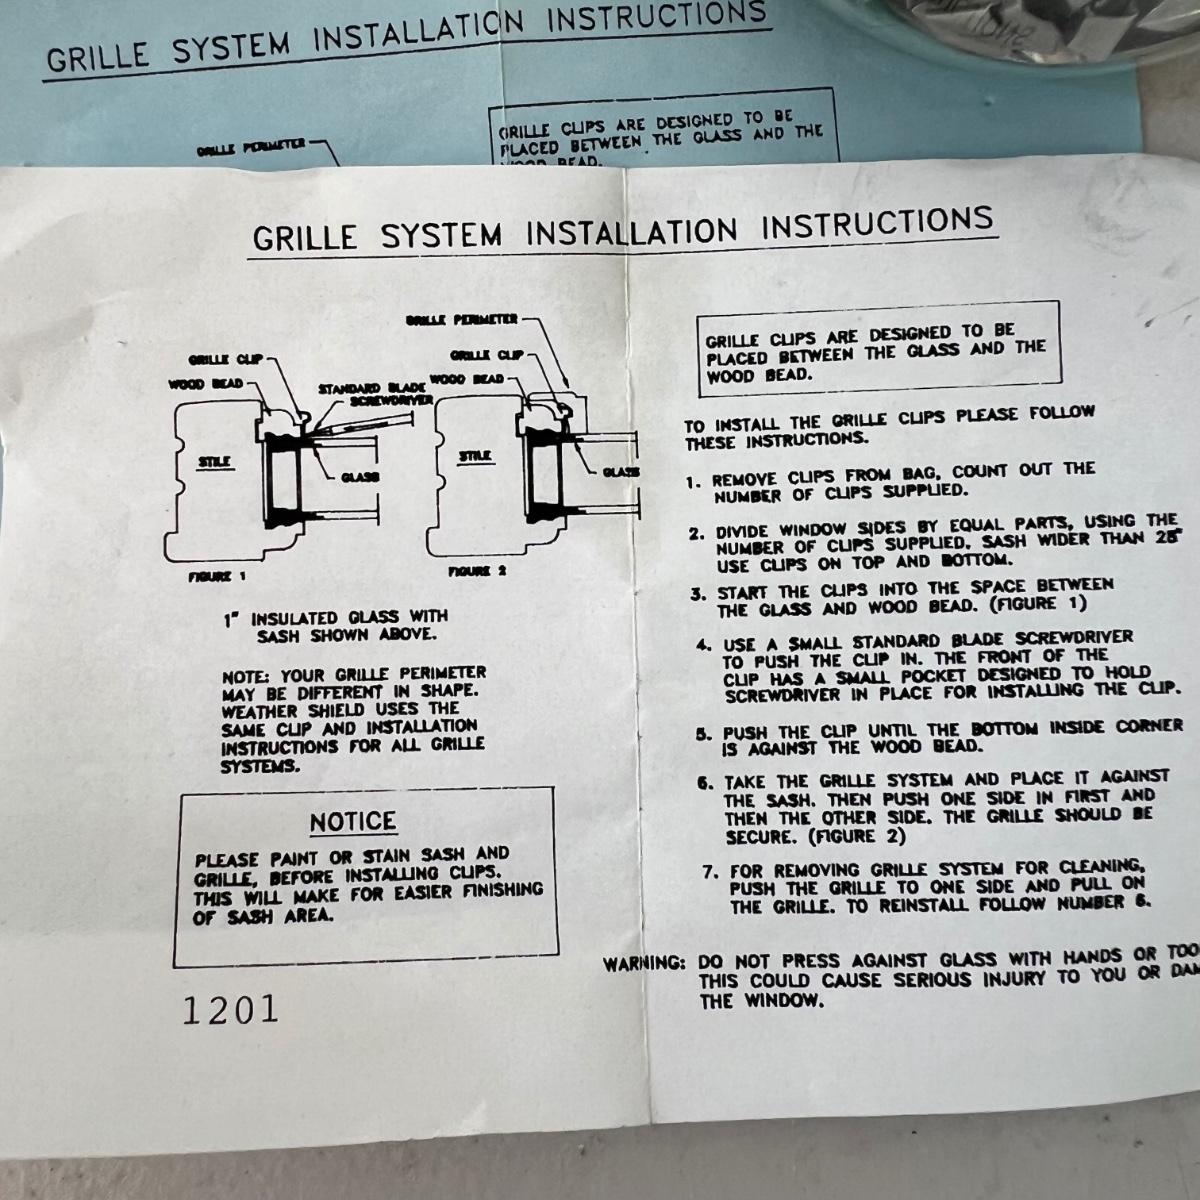 GRILLE SYSTEM INSTALLATION INSTRUCTIONS
GRILLE PERIMETER
GRILLE CLIPS ARE DESIGNED TO BE
PLACED BETWEEN THE GLASS AND THE
WOOD BEAD.
GRILLE SYSTEM INSTALLATION INSTRUCTIONS
GRILLE CLIP
WOOD BEAD
STANDARD BLADE
SCREWDRIVER
STILE
GLASS
FIGURE 1
GRILLE PERIMETER
GRILLE CLIP
WOOD BEAD
STILE
GLASS
FIGURE 2
1" INSULATED GLASS WITH
SASH SHOWN ABOVE.
NOTE: YOUR GRILLE PERIMETER
MAY BE DIFFERENT IN SHAPE.
WEATHER SHIELD USES THE
SAME CLIP AND INSTALLATION
INSTRUCTIONS FOR ALL GRILLE
SYSTEMS.
NOTICE
PLEASE PAINT OR STAIN SASH AND
GRILLE, BEFORE INSTALLING CLIPS.
THIS WILL MAKE FOR EASIER FINISHING
OF SASH AREA.
1201
GRILLE CLIPS ARE DESIGNED TO BE
PLACED BETWEEN THE GLASS AND THE
WOOD BEAD.
TO INSTALL THE GRILLE CLIPS PLEASE FOLLOW
THESE INSTRUCTIONS.
1. REMOVE CLIPS FROM BAG, COUNT OUT THE
NUMBER OF CLIPS SUPPLIED.
2. DIVIDE WINDOW SIDES BY EQUAL PARTS, USING THE
NUMBER OF CLIPS SUPPLIED. SASH WIDER THAN 28"
USE CLIPS ON TOP AND BOTTOM.
3. START THE CLIPS INTO THE SPACE BETWEEN
THE GLASS AND WOOD BEAD. (FIGURE 1)
4. USE A SMALL STANDARD BLADE SCREWDRIVER
TO PUSH THE CLIP IN. THE FRONT OF THE
CLIP HAS A SMALL POCKET DESIGNED TO HOLD
SCREWDRIVER IN PLACE FOR INSTALLING THE CLIP.
5. PUSH THE CLIP UNTIL THE BOTTOM INSIDE CORNER
IS AGAINST THE WOOD BEAD.
6. TAKE THE GRILLE SYSTEM AND PLACE IT AGAINST
THE SASH. THEN PUSH ONE SIDE IN FIRST AND
THEN THE OTHER SIDE. THE GRILLE SHOULD BE
SECURE. (FIGURE 2)
7. FOR REMOVING GRILLE SYSTEM FOR CLEANING,
PUSH THE GRILLE TO ONE SIDE AND PULL ON
THE GRILLE. TO REINSTALL FOLLOW NUMBER 6.
WARNING: DO NOT PRESS AGAINST GLASS WITH HANDS OR TOO
THIS COULD CAUSE SERIOUS INJURY TO YOU OR DAM
THE WINDOW.